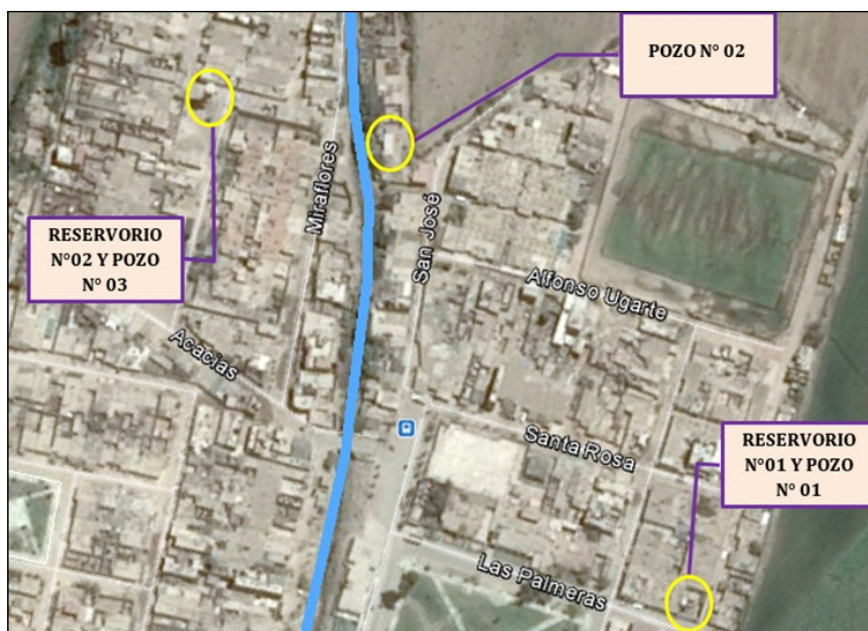 POZO N° 02
Miraflores
San José
RESERVORIO
N°02 Y POZO
N° 03
Alfonso Ugarte
Acacias
Santa Rosa
RESERVORIO
N°01 Y POZO
N° 01
Las Palmeras